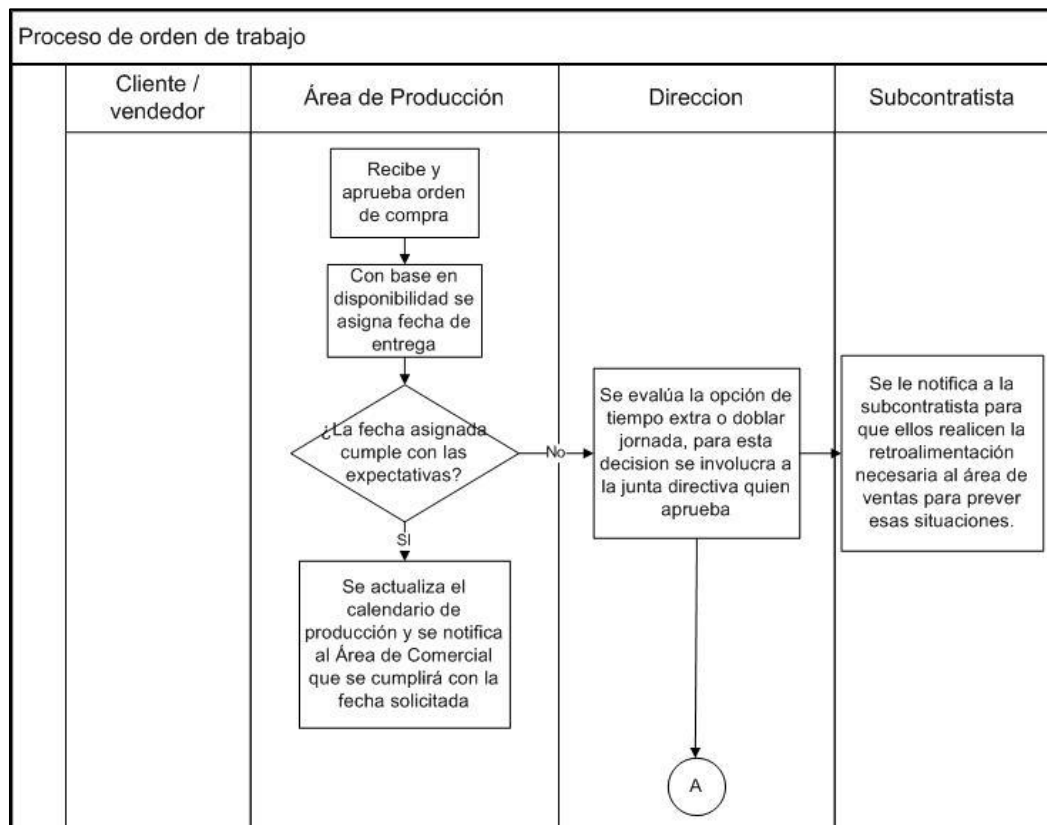 Proceso de orden de trabajo
Cliente /
vendedor
Área de Producción
Direccion
Subcontratista
Recibe y
aprueba orden
de compra
Con base en
disponibilidad se
asigna fecha de
entrega
¿La fecha asignada
cumple con las
expectativas?
No
SI
Se evalúa la opción de
tiempo extra o doblar
jornada, para esta
decision se involucra a
la junta directiva quien
aprueba
Se le notifica a la
subcontratista para
que ellos realicen la
retroalimentación
necesaria al área de
ventas para prever
esas situaciones.
Se actualiza el
calendario de
producción y se notifica
al Área de Comercial
que se cumplirá con la
fecha solicitada
A